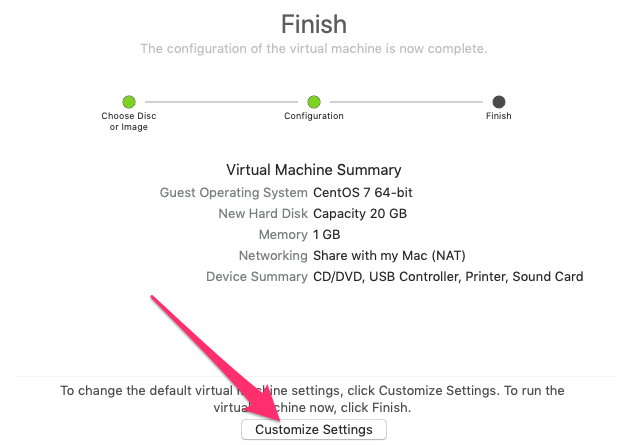 Finish
The configuration of the virtual machine is now complete.
Choose Disc
or Image
Configuration
Finish
Virtual Machine Summary
Guest Operating System CentOS 7 64-bit
New Hard Disk Capacity 20 GB
Memory 1 GB
Networking Share with my Mac (NAT)
Device Summary CD/DVD, USB Controller, Printer, Sound Card
To change the default virtual machine settings, click Customize Settings. To run the
virtual machine now, click Finish.
Customize Settings